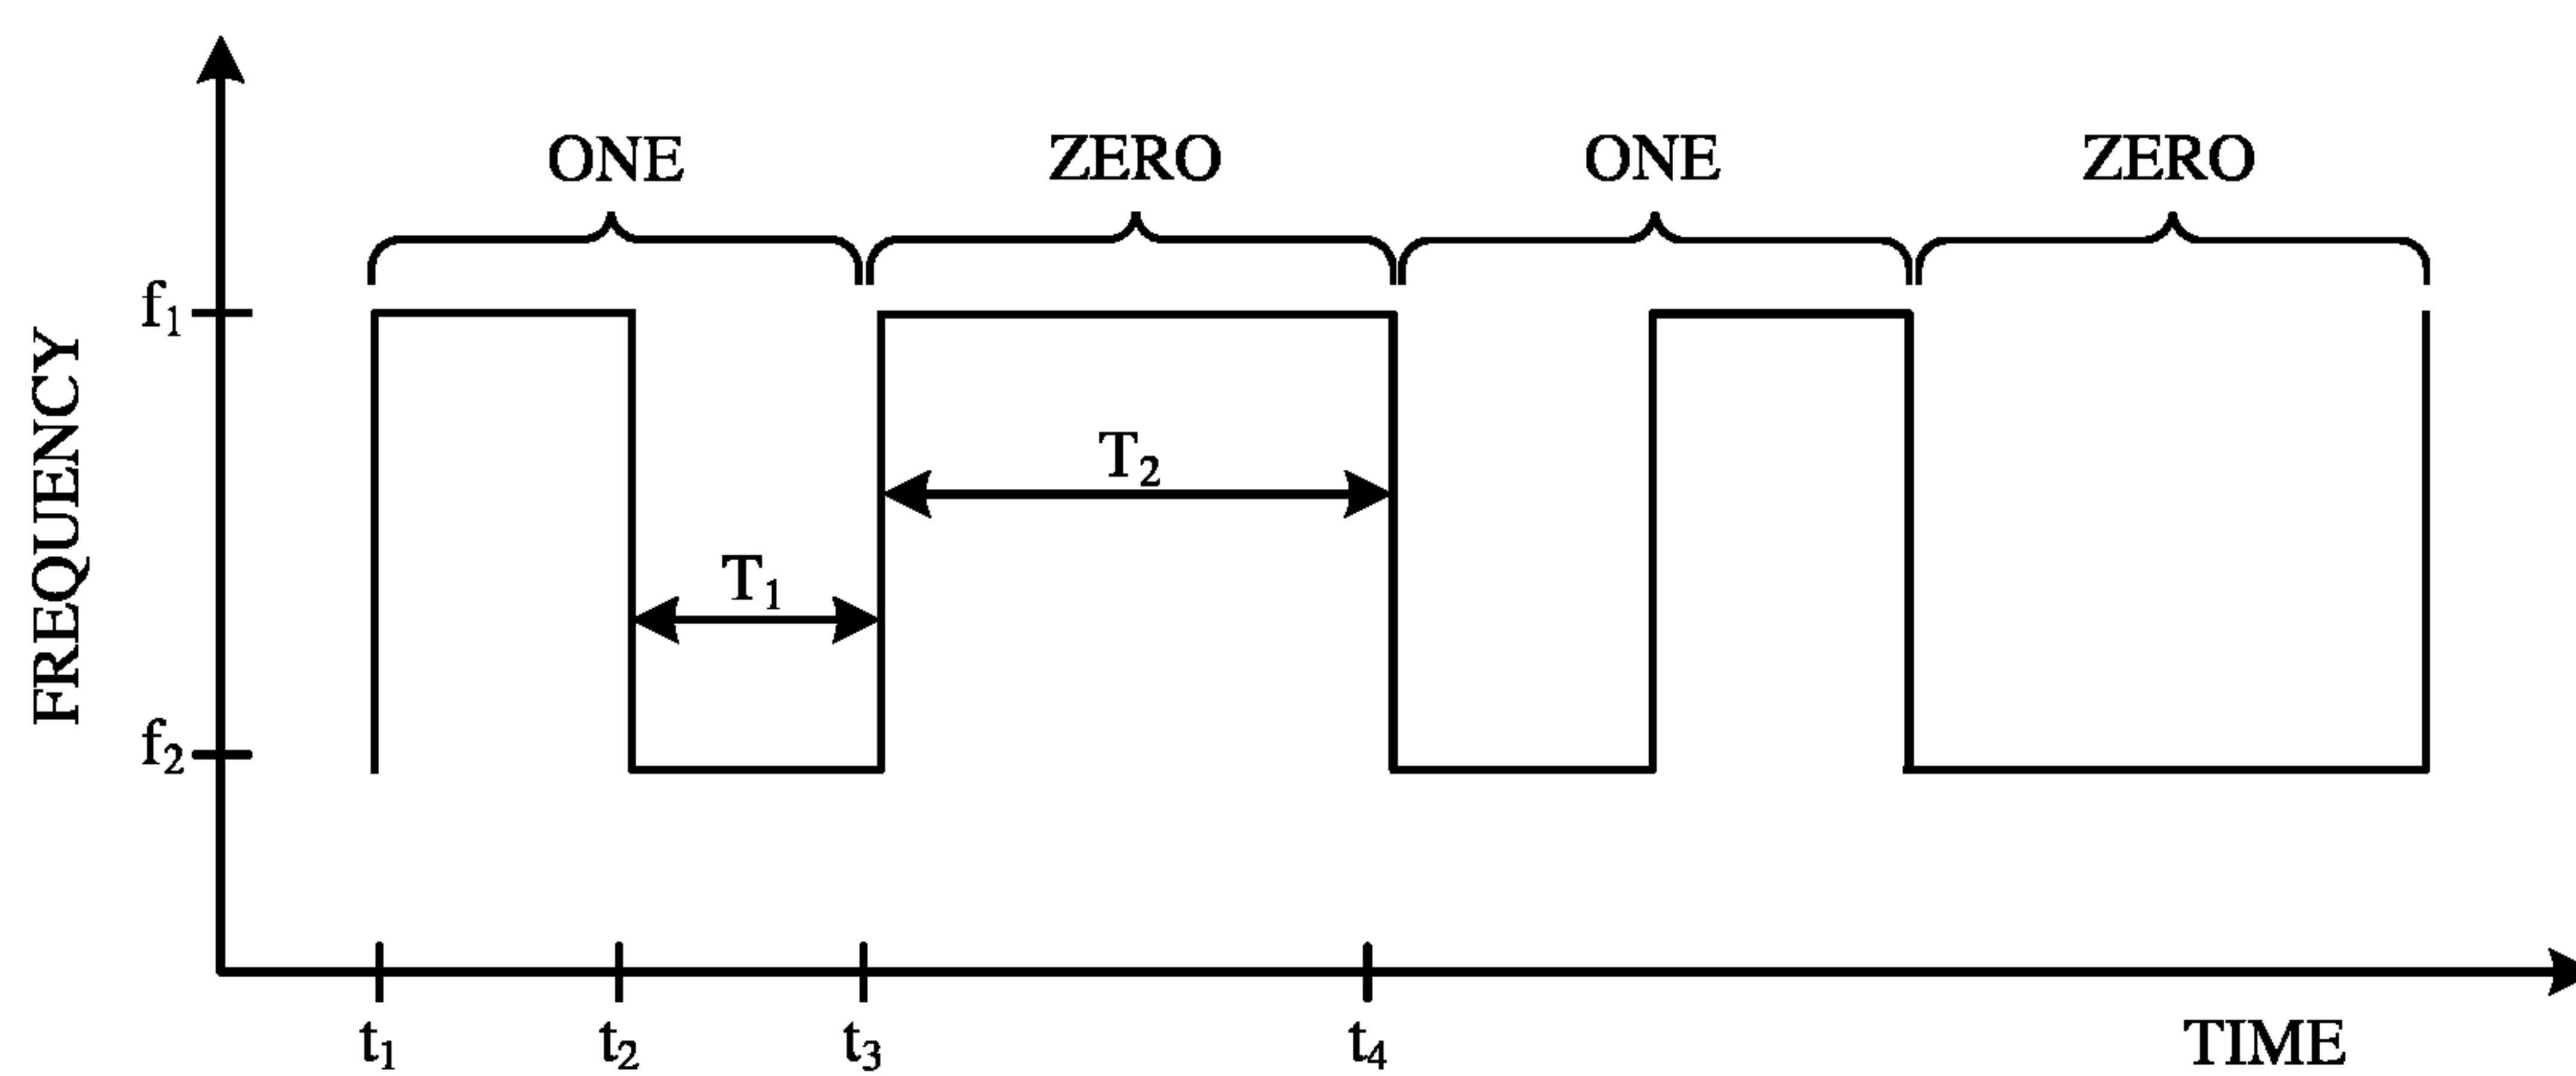 ONE ZERO ONE ZERO
f₁
T₂
T₁
f₂
FREQUENCY
t₁ t₂ t₃ t₄ TIME